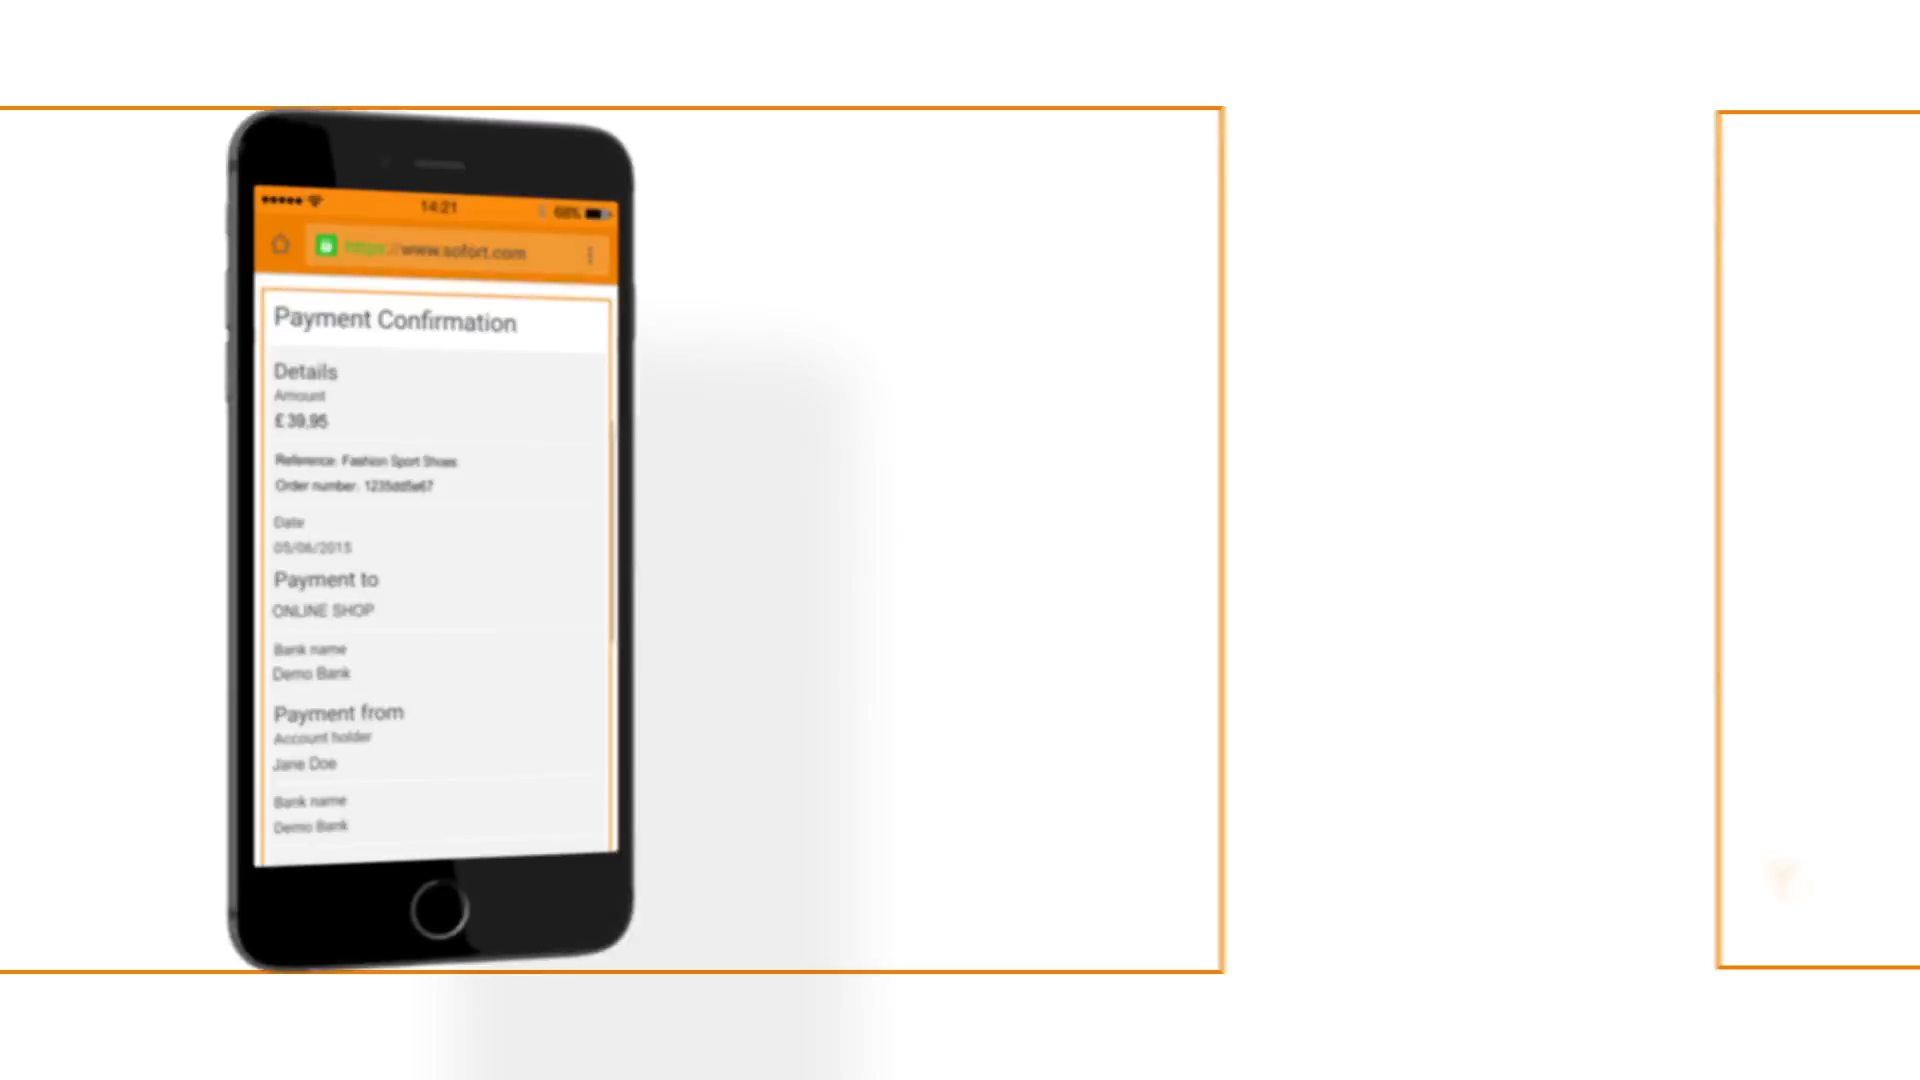 14:21
68%
https://www.sofort.com
Payment Confirmation
Details
Amount
£ 39,95
Reference: Fashion Sport Shoes
Order number: 1235dd5e67
Date
05/06/2015
Payment to
ONLINE SHOP
Bank name
Demo Bank
Payment from
Account holder
Jane Doe
Bank name
Demo Bank